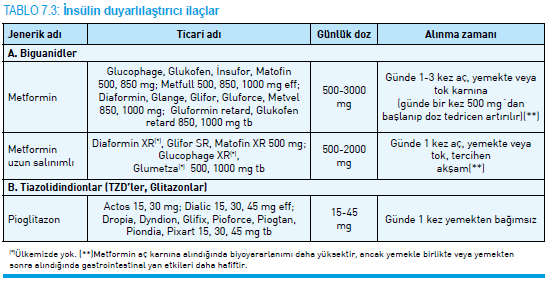 TABLO 7.3: İnsülin duyarlılaştırıcı ilaçlar
Jenerik adı Ticari adı Günlük doz Alınma zamanı
A. Biguanidler
Metformin
Glucophage, Glukofen, İnsufor, Matofin
500, 850 mg; Metfull 500, 850, 1000 mg eff;
Diaformin, Glange, Glifor, Gluforce, Metvel
850, 1000 mg; Gluformin retard, Glukofen
retard 850, 1000 mg tb
500-3000
mg
Günde 1-3 kez aç, yemekte veya
tok karnına
(günde bir kez 500 mg´dan
başlanıp doz tedricen artırılır)(**)
Metformin
uzun salınımlı
Diaformin XR(*), Glifor SR, Matofin XR 500 mg;
Glucophage XR(*),
Glumetza(*) 500, 1000 mg tb
500-2000
mg
Günde 1 kez aç, yemekte veya
tok, tercihen
akşam(**)
B. Tiazolidindionlar (TZD'ler, Glitazonlar)
Pioglitazon
Actos 15, 30 mg; Dialic 15, 30, 45 mg eff;
Dropia, Dyndion, Glifix, Pioforce, Piogtan,
Piondia, Pixart 15, 30, 45 mg tb
15-45
mg
Günde 1 kez yemekten bağımsız
(*)Ülkemizde yok. (**)Metformin aç karnına alındığında biyoyararlanımı daha yüksektir, ancak yemekle birlikte veya yemekten
sonra alındığında gastrointestinal yan etkileri daha hafiftir.